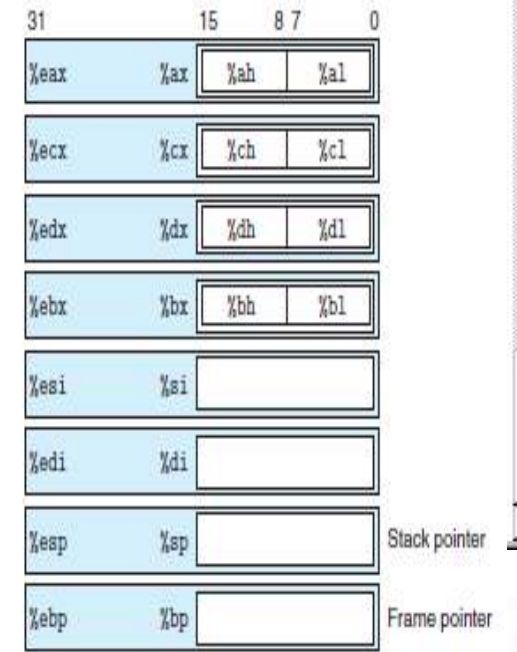 31 15 8 7 0
%eax %ax %ah %al
%ecx %cx %ch %cl
%edx %dx %dh %dl
%ebx %bx %bh %bl
%esi %si
%edi %di
%esp %sp Stack pointer
%ebp %bp Frame pointer